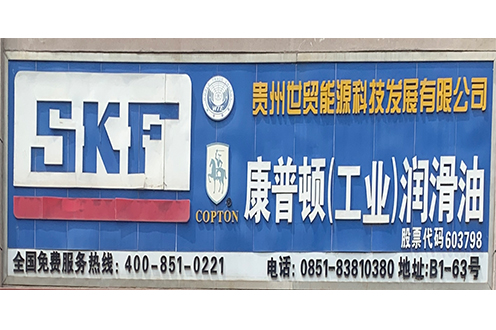 SKF
贵州世贸能源科技发展有限公司
COPTON
康普顿(工业)润滑油
股票代码603798
全国免费服务热线: 400-851-0221
电话: 0851-83810380 地址:B1-63号